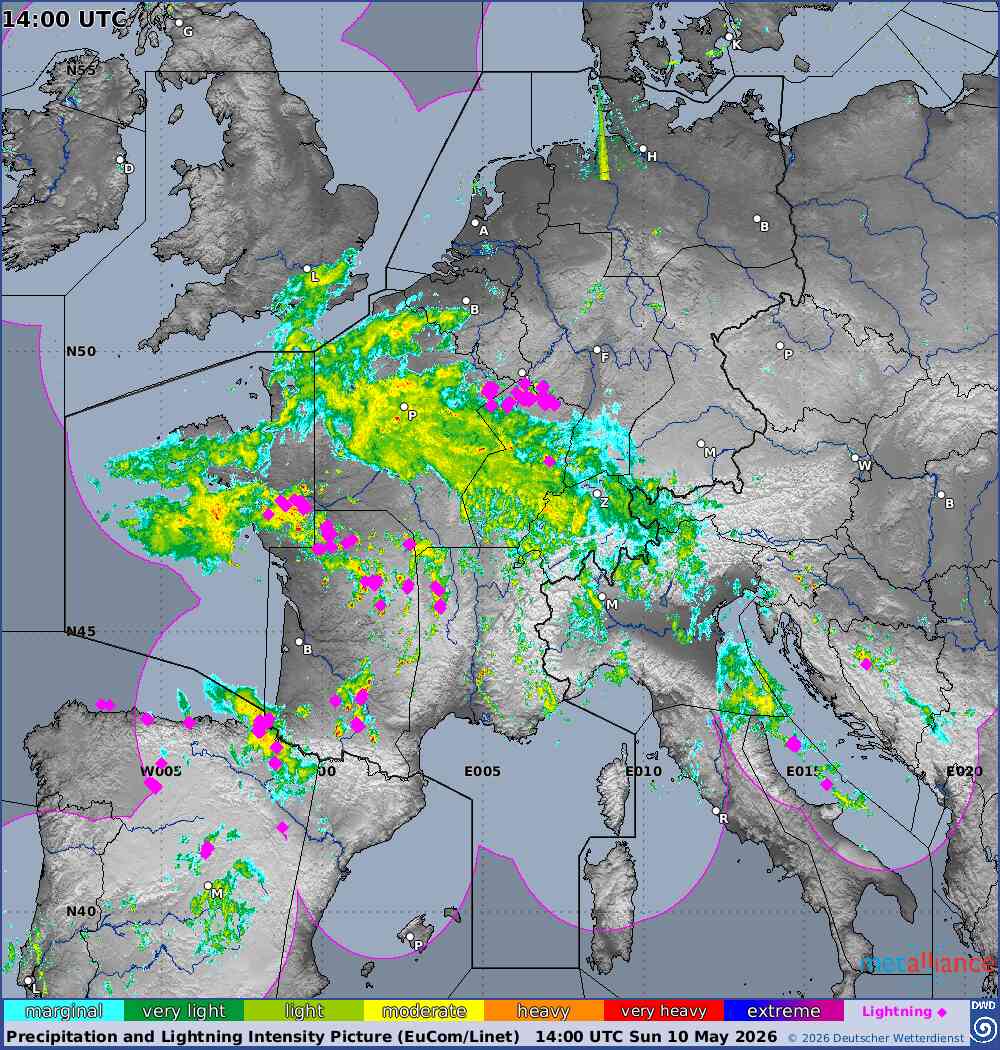 14:00 UTC
G
K
N55
D
H
A
B
B
L
B
N50
F
P
P
M
W
Z
B
M
N45
B
W005
00
E005
E010
E015
E020
R
M
N40
P
L
metalliance
marginal very light light moderate heavy very heavy extreme Lightning
DWD
Precipitation and Lightning Intensity Picture (EuCom/Linet) 14:00 UTC Sun 10 May 2026 © 2026 Deutscher Wetterdienst